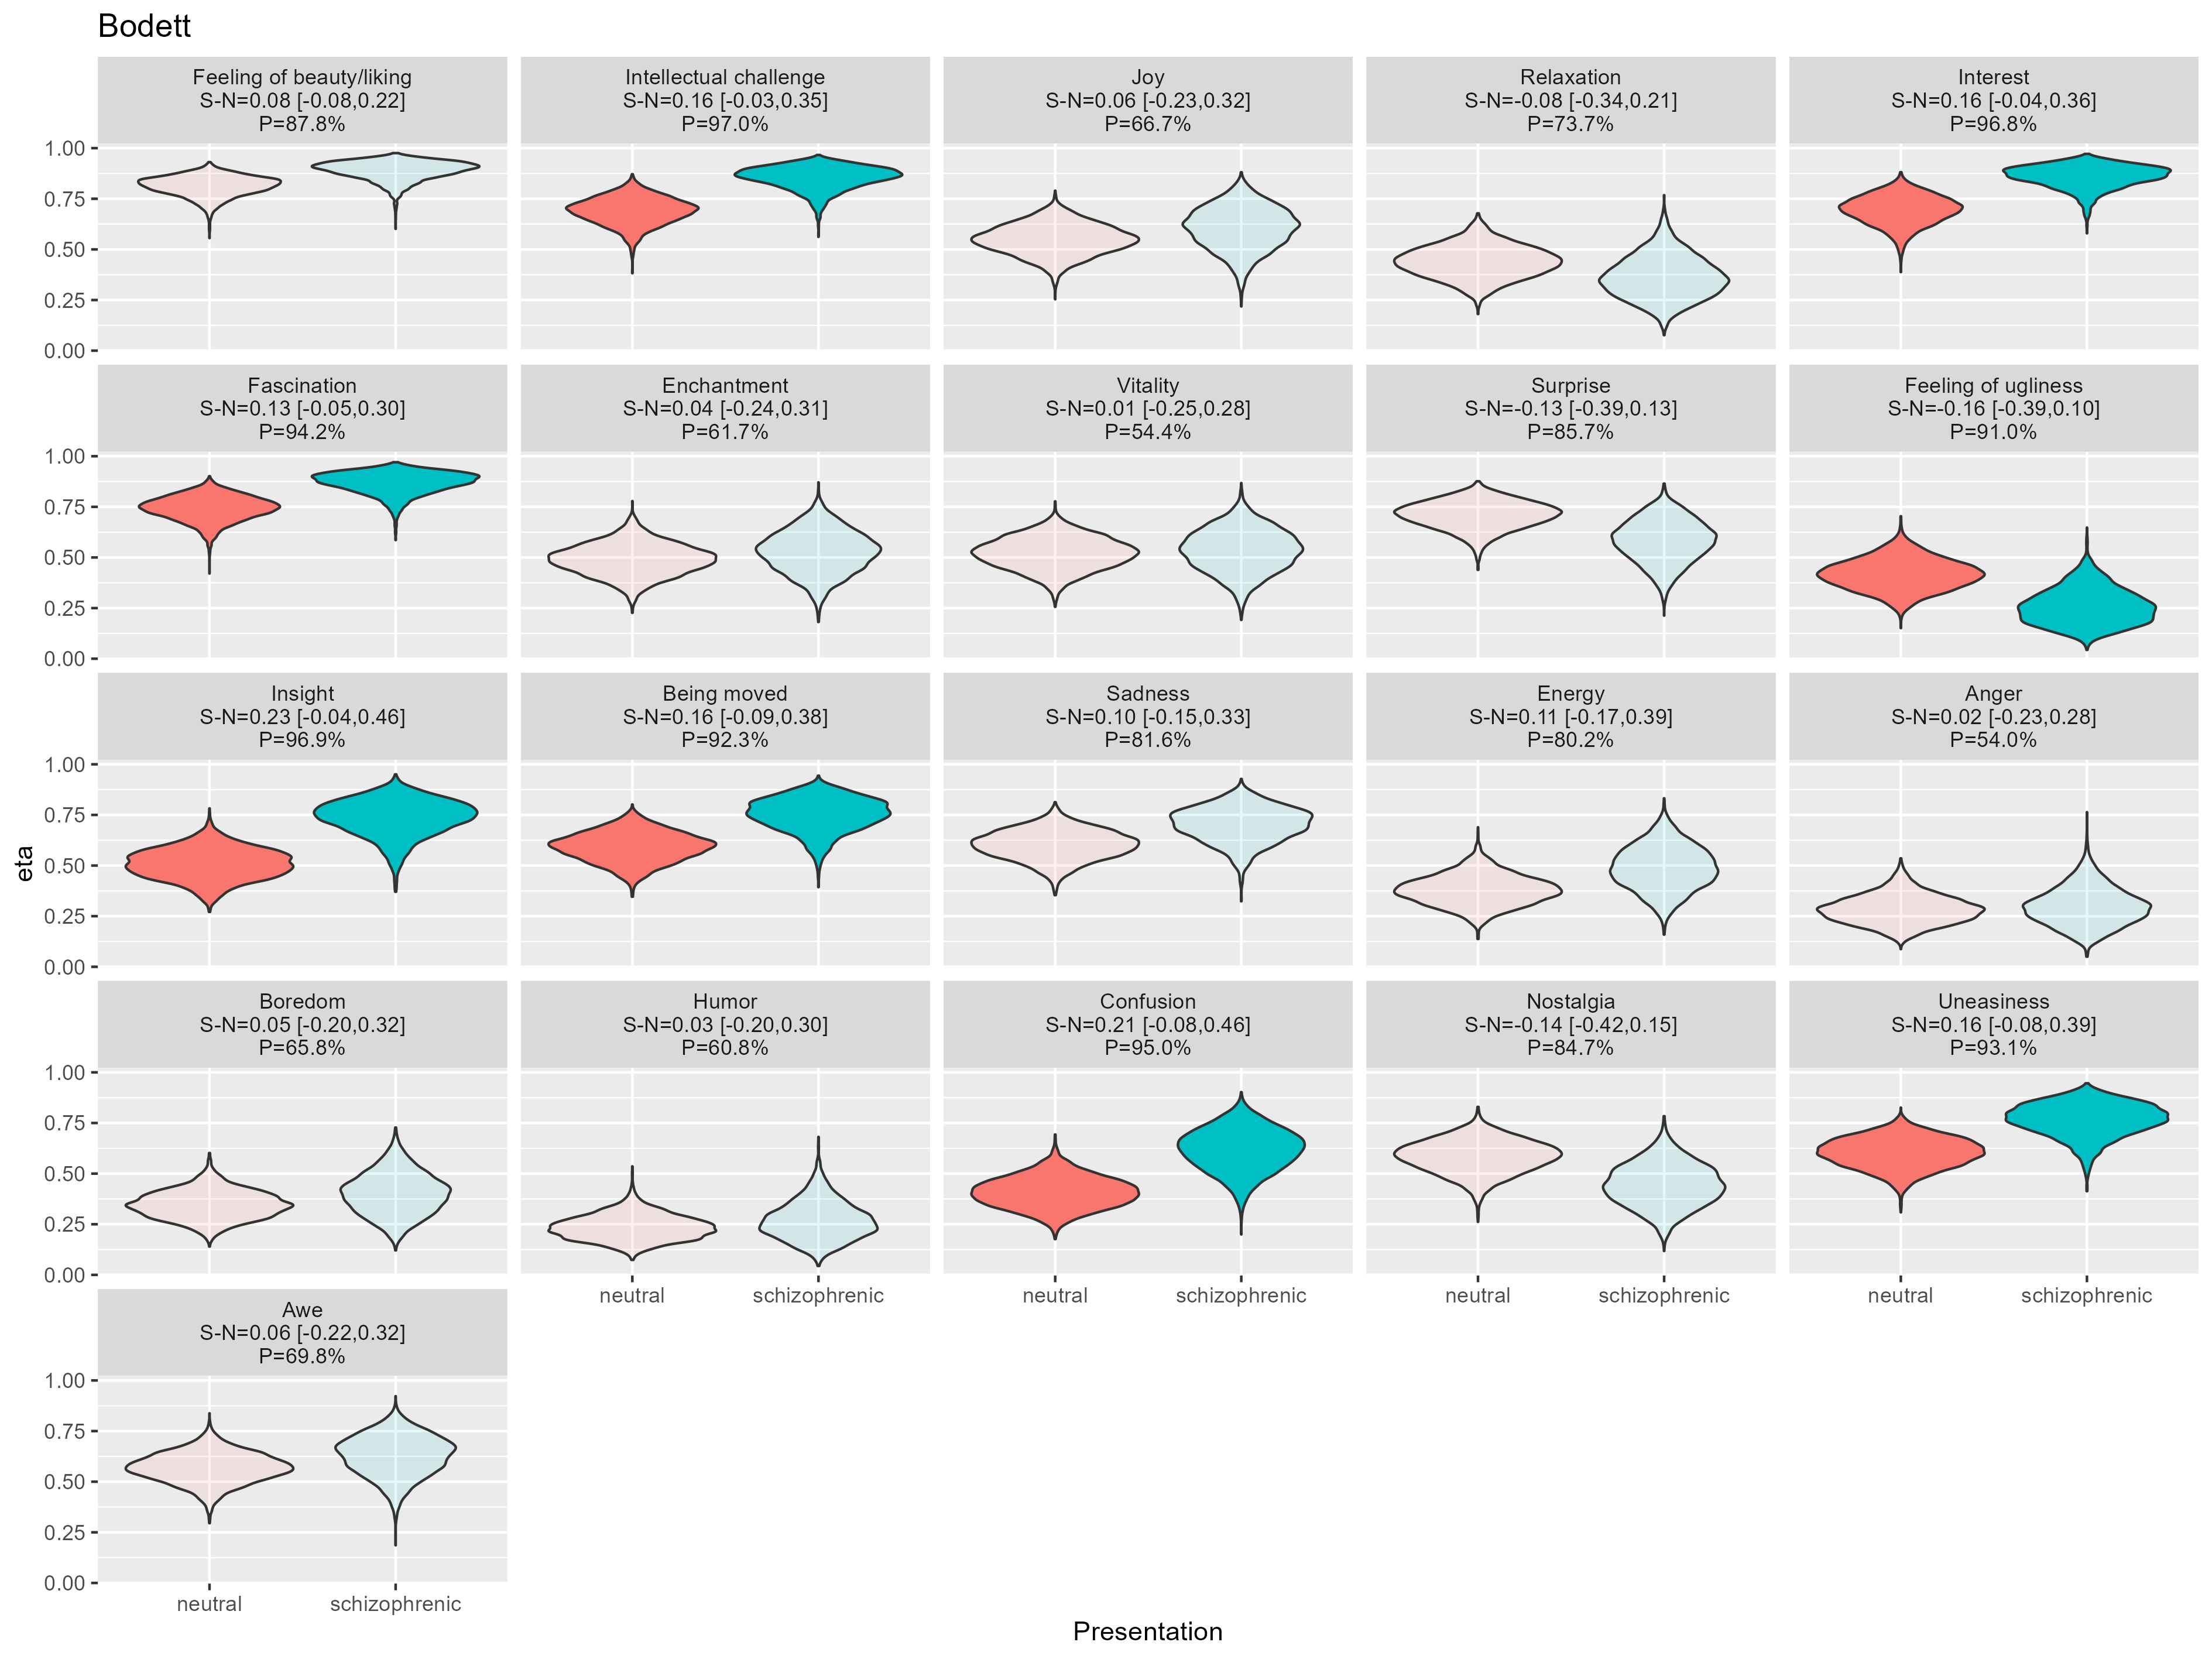 Bodett
Feeling of beauty/liking
S-N=0.08 [-0.08,0.22]
P=87.8%
Intellectual challenge
S-N=0.16 [-0.03,0.35]
P=97.0%
Joy
S-N=0.06 [-0.23,0.32]
P=66.7%
Relaxation
S-N=-0.08 [-0.34,0.21]
P=73.7%
Interest
S-N=0.16 [-0.04,0.36]
P=96.8%
1.00
0.75
0.50
0.25
0.00
Fascination
S-N=0.13 [-0.05,0.30]
P=94.2%
Enchantment
S-N=0.04 [-0.24,0.31]
P=61.7%
Vitality
S-N=0.01 [-0.25,0.28]
P=54.4%
Surprise
S-N=-0.13 [-0.39,0.13]
P=85.7%
Feeling of ugliness
S-N=-0.16 [-0.39,0.10]
P=91.0%
1.00
0.75
0.50
0.25
0.00
Insight
S-N=0.23 [-0.04,0.46]
P=96.9%
Being moved
S-N=0.16 [-0.09,0.38]
P=92.3%
Sadness
S-N=0.10 [-0.15,0.33]
P=81.6%
Energy
S-N=0.11 [-0.17,0.39]
P=80.2%
Anger
S-N=0.02 [-0.23,0.28]
P=54.0%
1.00
0.75
0.50
0.25
0.00
eta
Boredom
S-N=0.05 [-0.20,0.32]
P=65.8%
Humor
S-N=0.03 [-0.20,0.30]
P=60.8%
Confusion
S-N=0.21 [-0.08,0.46]
P=95.0%
Nostalgia
S-N=-0.14 [-0.42,0.15]
P=84.7%
Uneasiness
S-N=0.16 [-0.08,0.39]
P=93.1%
1.00
0.75
0.50
0.25
0.00
neutral schizophrenic
neutral schizophrenic
neutral schizophrenic
neutral schizophrenic
Awe
S-N=0.06 [-0.22,0.32]
P=69.8%
1.00
0.75
0.50
0.25
0.00
neutral schizophrenic
Presentation